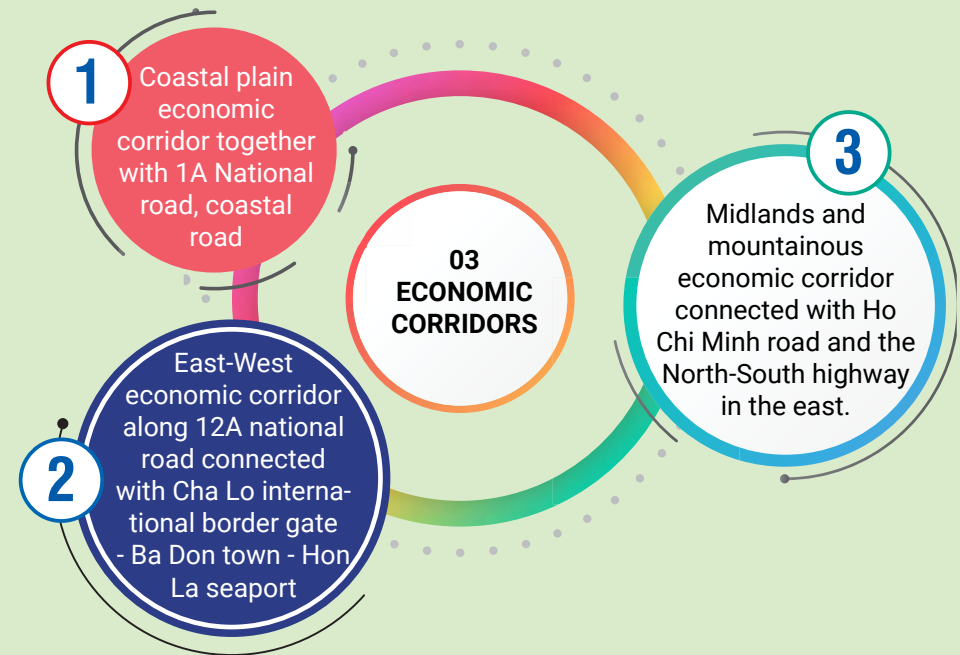 03
ECONOMIC
CORRIDORS
1
Coastal plain
economic
corridor together
with 1A National
road, coastal
road
2
East-West
economic corridor
along 12A national
road connected
with Cha Lo interna-
tional border gate
- Ba Don town - Hon
La seaport
3
Midlands and
mountainous
economic corridor
connected with Ho
Chi Minh road and the
North-South highway
in the east.